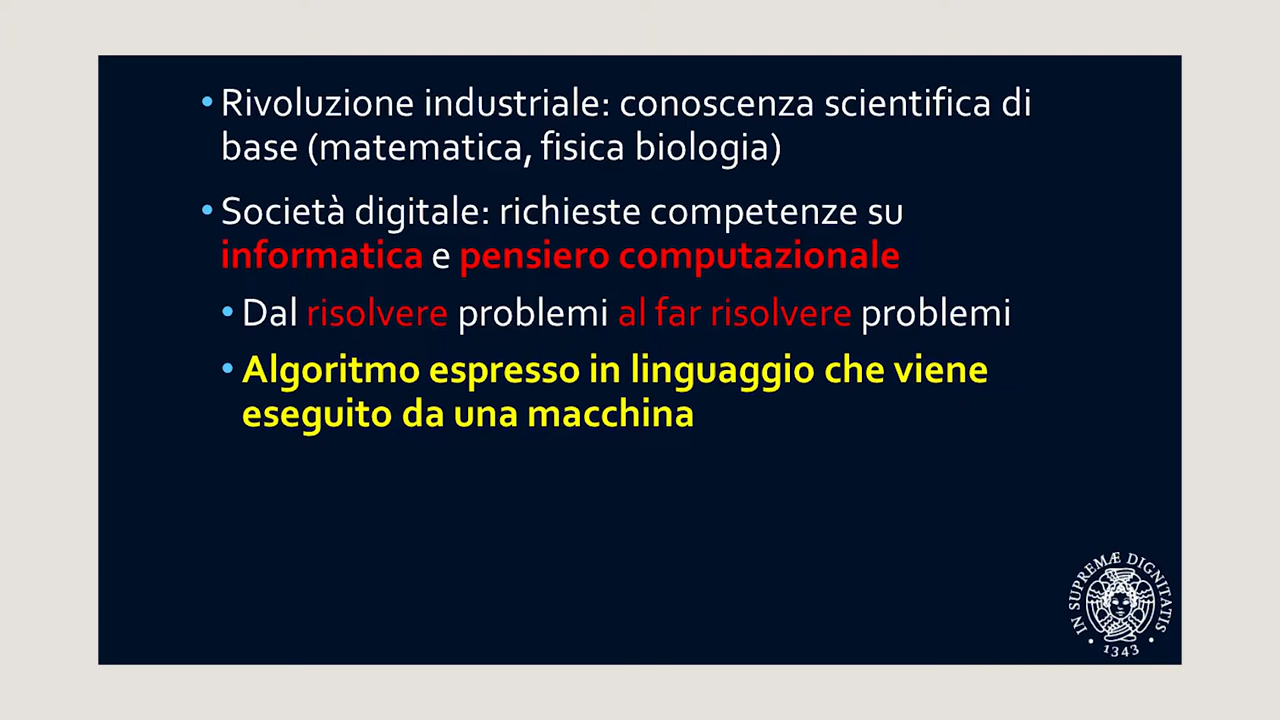 • Rivoluzione industriale: conoscenza scientifica di
base (matematica, fisica biologia)
• Società digitale: richieste competenze su
informatica e pensiero computazionale
• Dal risolvere problemi al far risolvere problemi
• Algoritmo espresso in linguaggio che viene
eseguito da una macchina
IN SUPREMÆ DIGNITATIS
• 1343 •